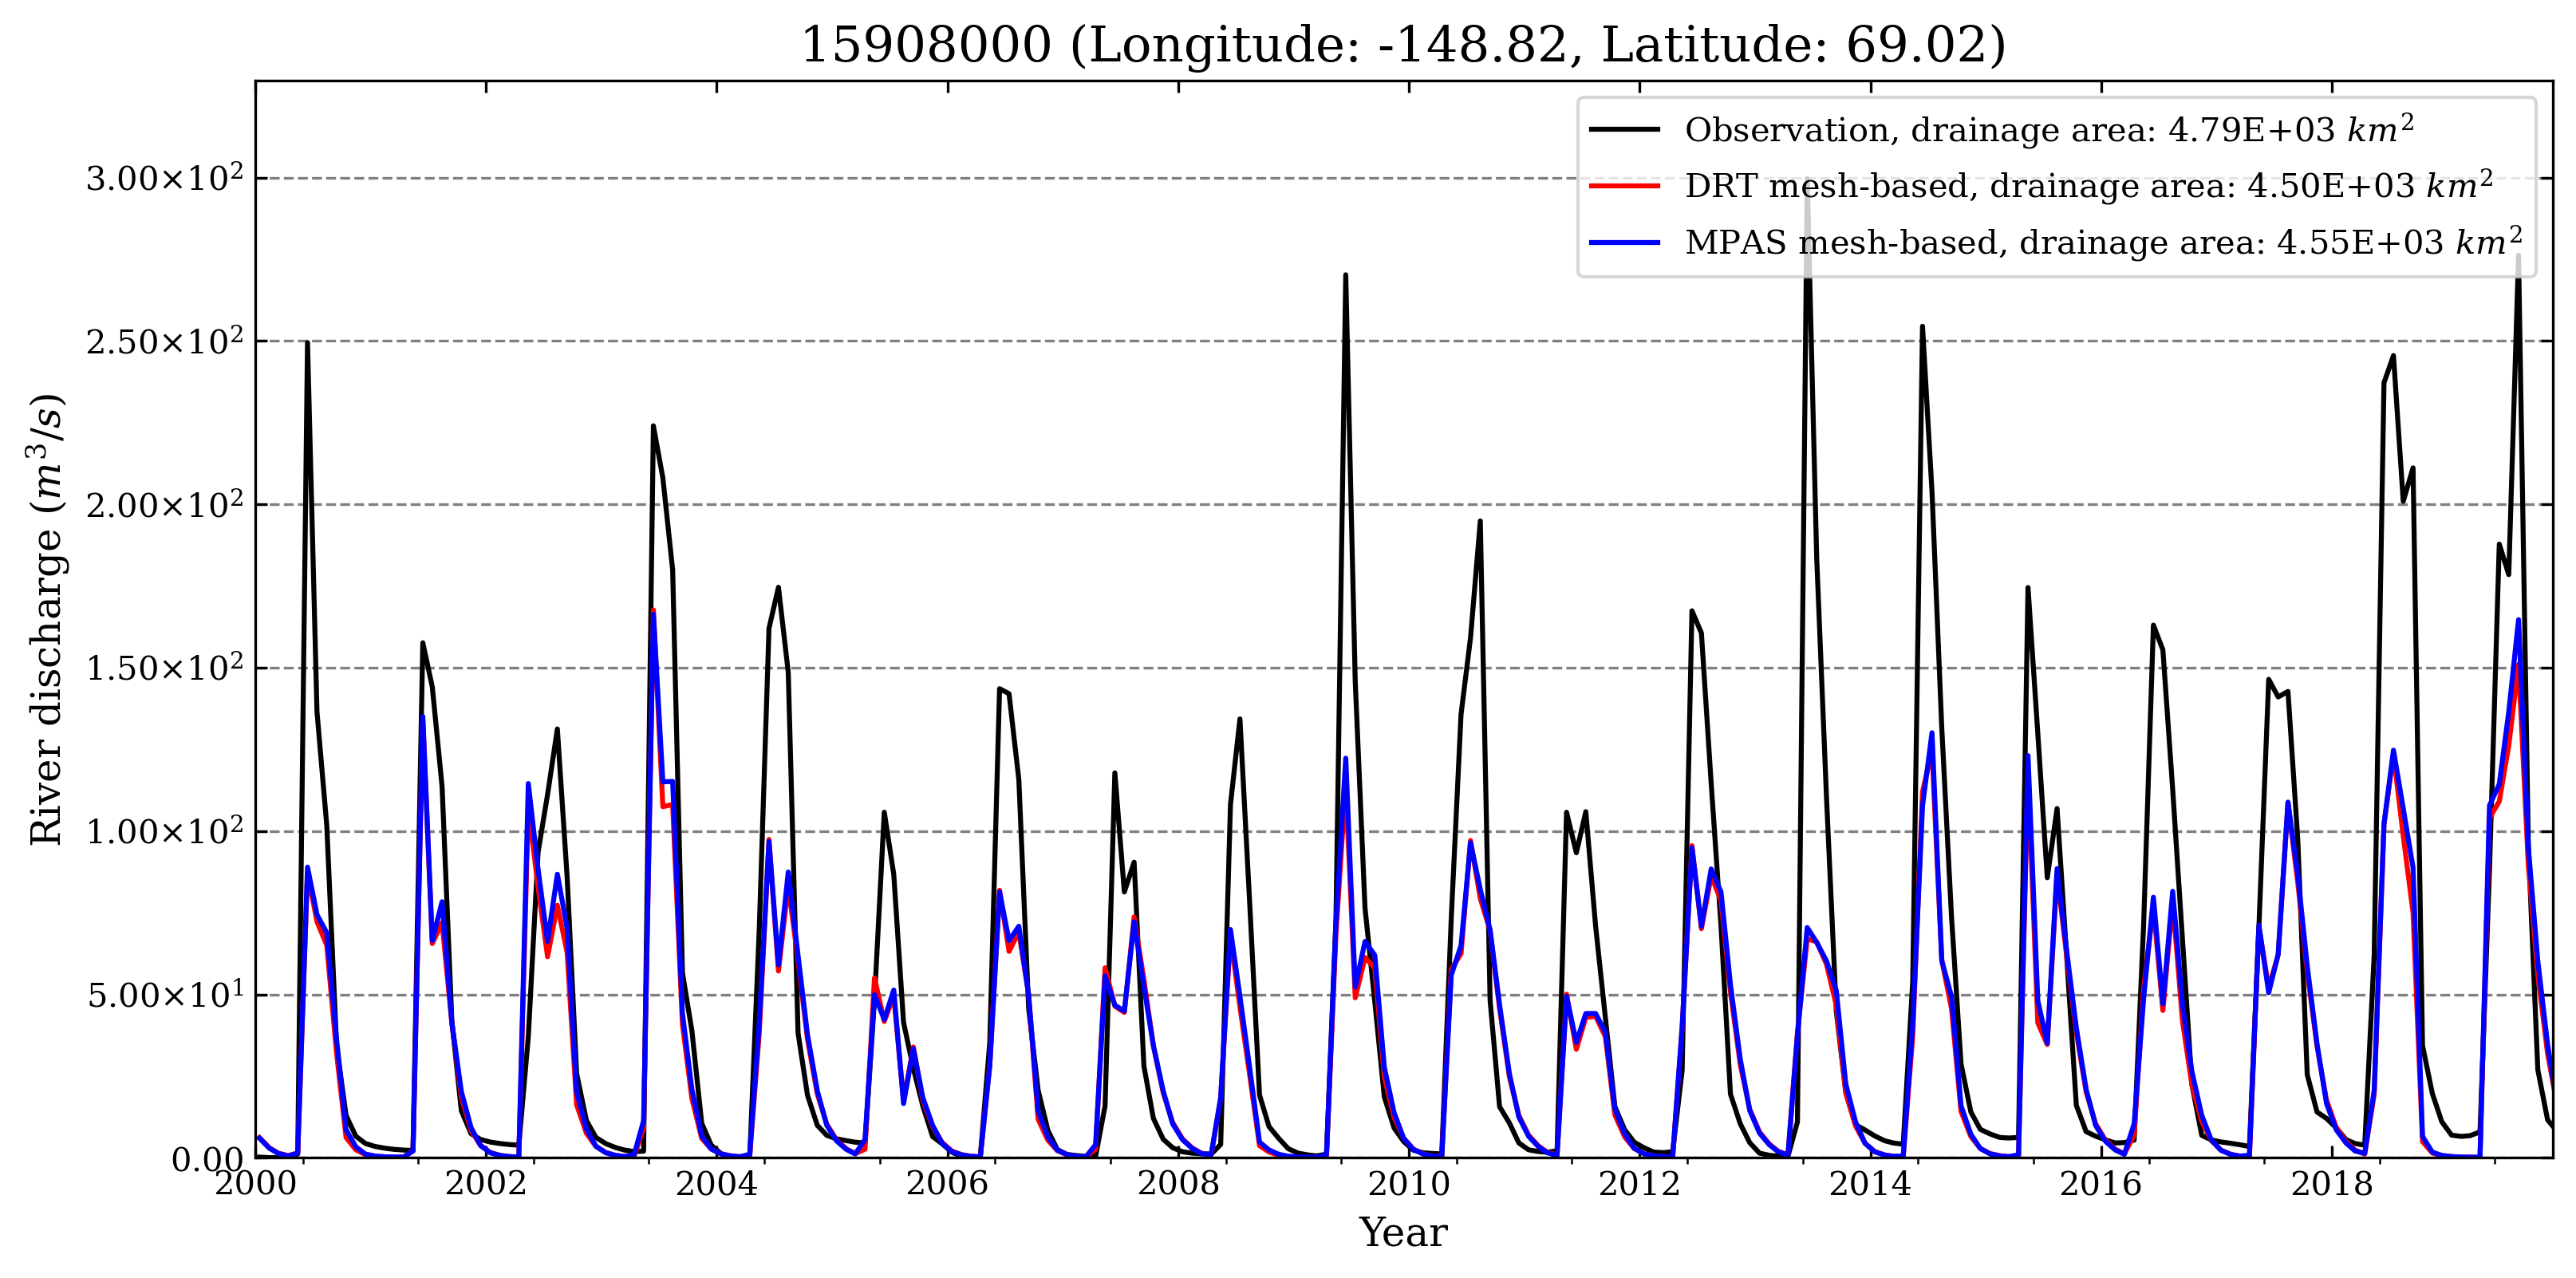 15908000 (Longitude: -148.82, Latitude: 69.02)
Observation, drainage area: 4.79E+03 km²
DRT mesh-based, drainage area: 4.50E+03 km²
MPAS mesh-based, drainage area: 4.55E+03 km²
3.00×10²
2.50×10²
2.00×10²
1.50×10²
1.00×10²
5.00×10¹
0.00
River discharge (m³/s)
2000 2002 2004 2006 2008 2010 2012 2014 2016 2018
Year